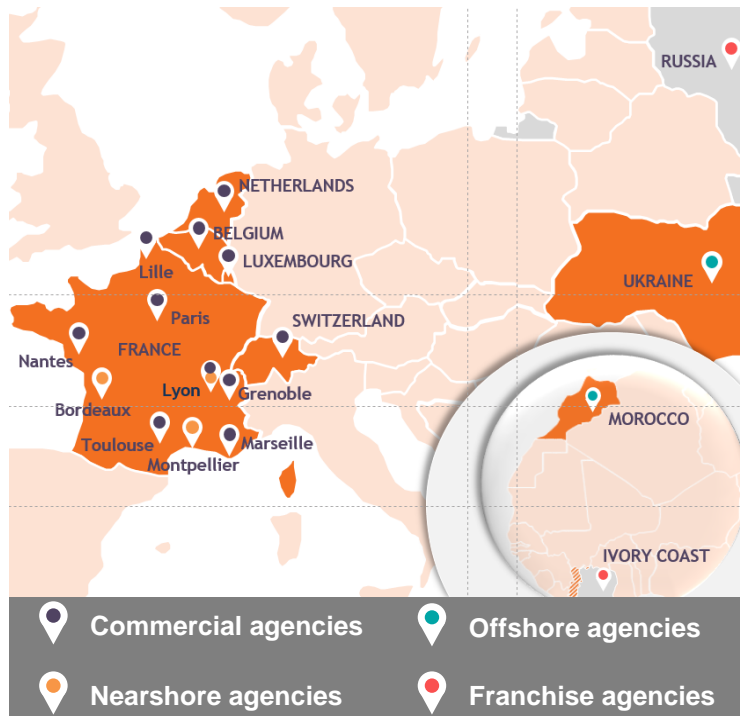 RUSSIA
NETHERLANDS
BELGIUM
LUXEMBOURG
Lille
UKRAINE
Paris
SWITZERLAND
FRANCE
Nantes
Lyon
Grenoble
Bordeaux
MOROCCO
Toulouse
Marseille
Montpellier
IVORY COAST
Commercial agencies
Offshore agencies
Nearshore agencies
Franchise agencies